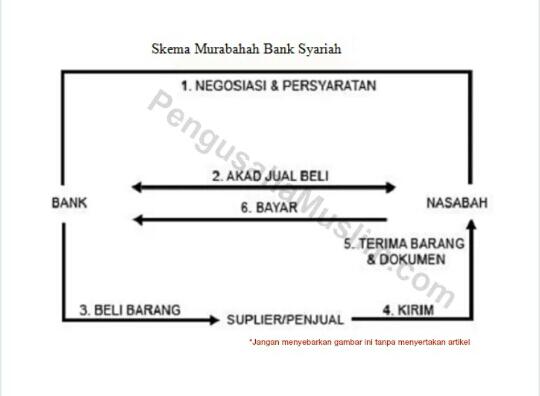 Skema Murabahah Bank Syariah
1. NEGOSIASI & PERSYARATAN
2. AKAD JUAL BELI
BANK
NASABAH
6. BAYAR
5. TERIMA BARANG
& DOKUMEN
3. BELI BARANG
SUPLIER/PENJUAL
4. KIRIM
*Jangan menyebarkan gambar ini tanpa menyertakan artikel
PengusahaMuslim.com